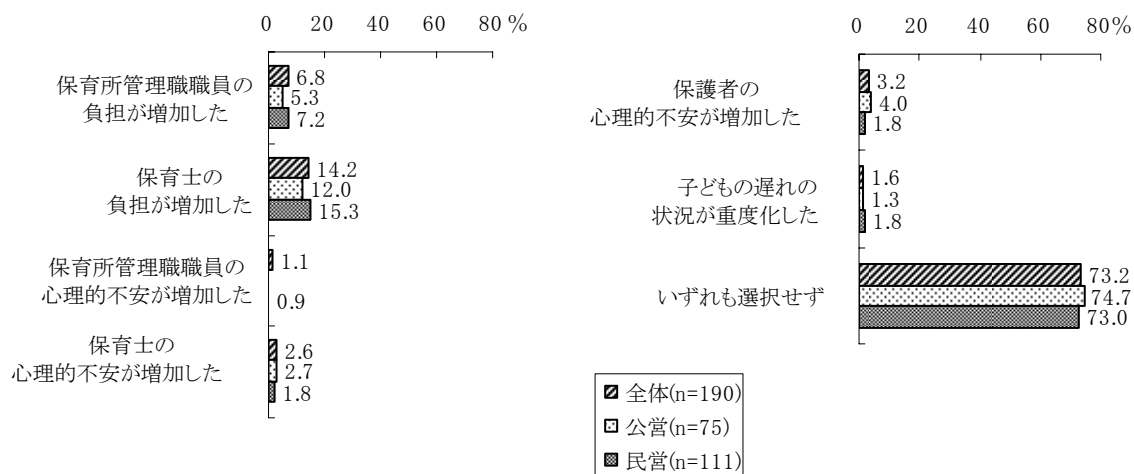 0 20 40 60 80 %
保育所管理職職員の
負担が増加した
6.8
5.3
7.2
保育士の
負担が増加した
14.2
12.0
15.3
保育所管理職職員の
心理的不安が増加した
1.1
0.9
保育士の
心理的不安が増加した
2.6
2.7
1.8
0 20 40 60 80%
保護者の
心理的不安が増加した
3.2
4.0
1.8
子どもの遅れの
状況が重度化した
1.6
1.3
1.8
いずれも選択せず
73.2
74.7
73.0
全体(n=190)
公営(n=75)
民営(n=111)